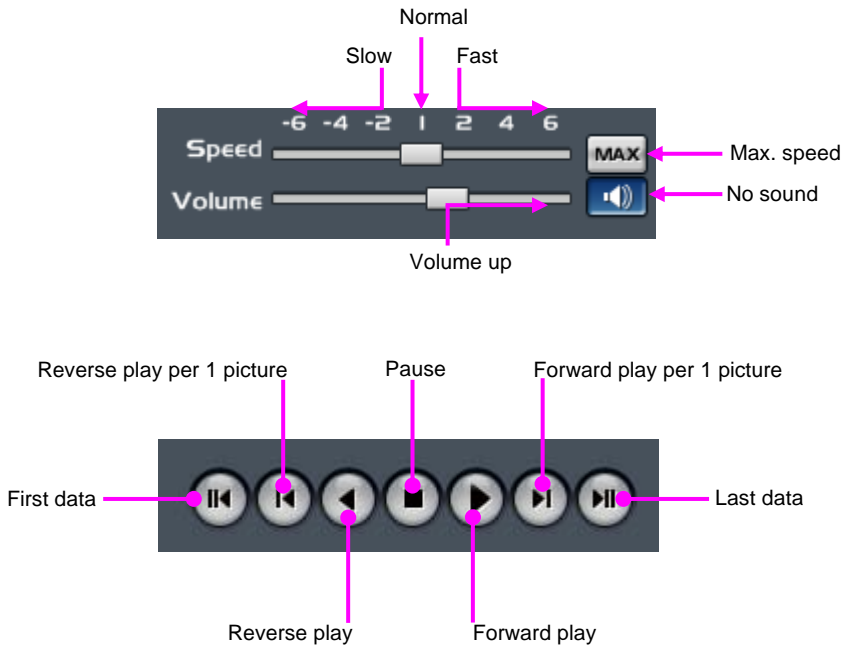 Normal
Slow Fast
-6 -4 -2 1 2 4 6
Speed MAX Max. speed
Volume No sound
Volume up
Reverse play per 1 picture Pause Forward play per 1 picture
First data Last data
Reverse play Forward play